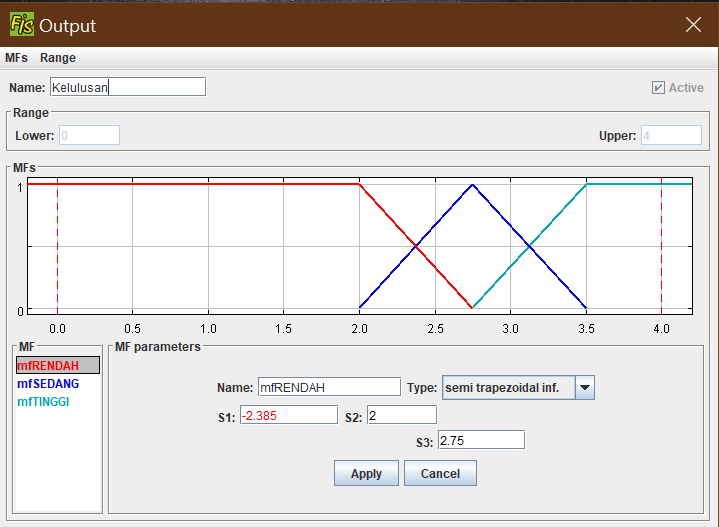 Fis Output
MFs Range
Name: Kelulusan
Active
Range
Lower: 0
Upper: 4
MFs
1
0
0.0 0.5 1.0 1.5 2.0 2.5 3.0 3.5 4.0
MF
mfRENDAH
mfSEDANG
mfTINGGI
MF parameters
Name: mfRENDAH Type: semi trapezoidal inf.
S1: -2.385 S2: 2
S3: 2.75
Apply Cancel